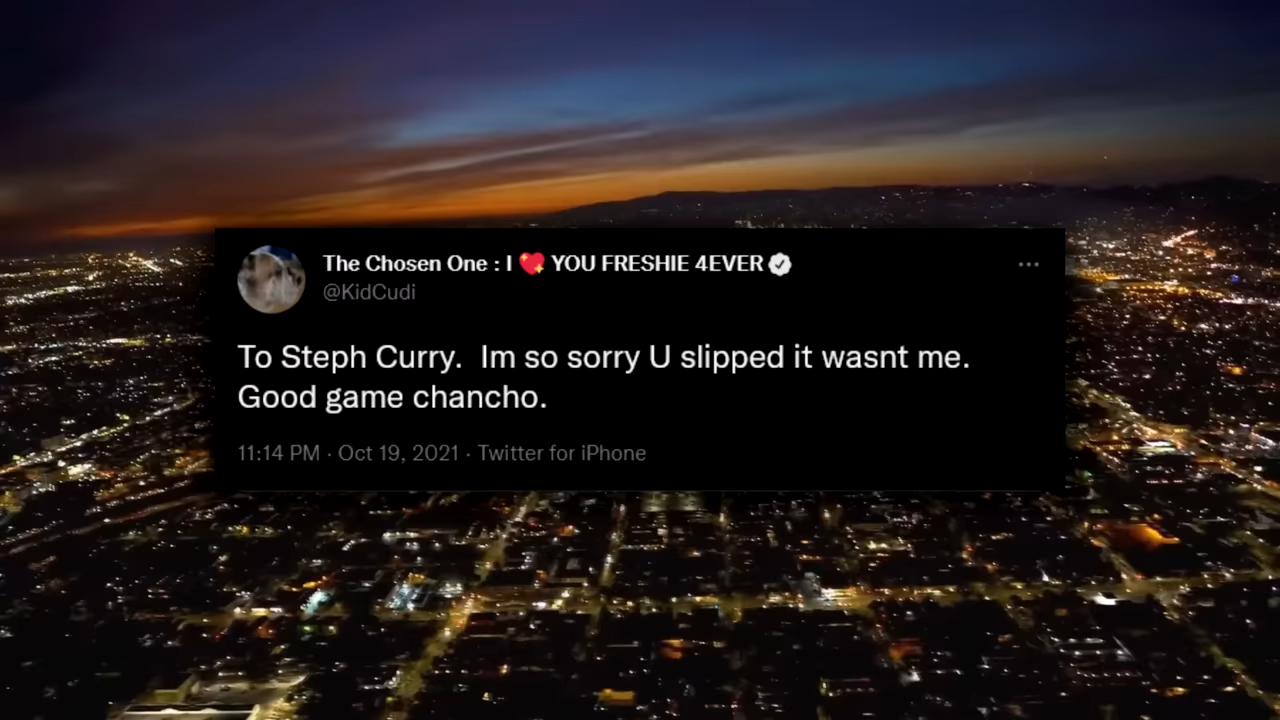 The Chosen One : I 💖 YOU FRESHIE 4EVER
@KidCudi
To Steph Curry.  Im so sorry U slipped it wasnt me.
Good game chancho.
11:14 PM · Oct 19, 2021 · Twitter for iPhone